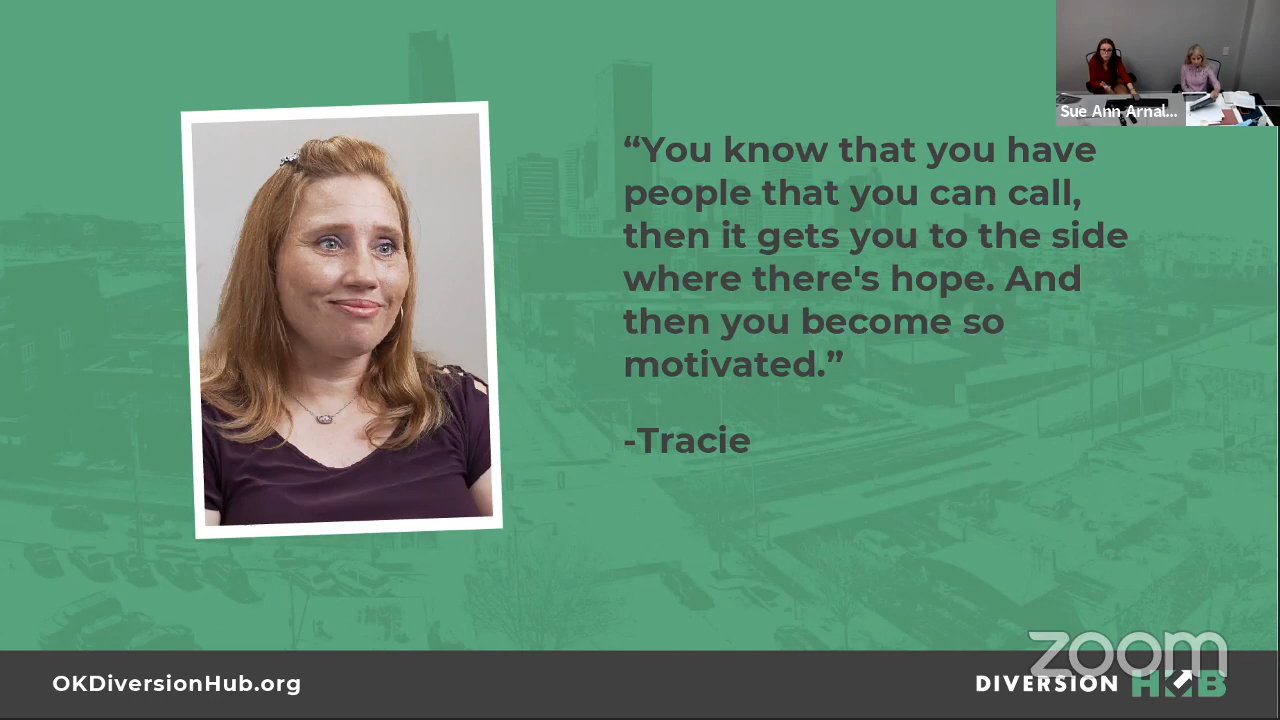 Sue Ann Arnal...
“You know that you have
people that you can call,
then it gets you to the side
where there's hope. And
then you become so
motivated.”
-Tracie
zoom
OKDiversionHub.org
DIVERSION HUB